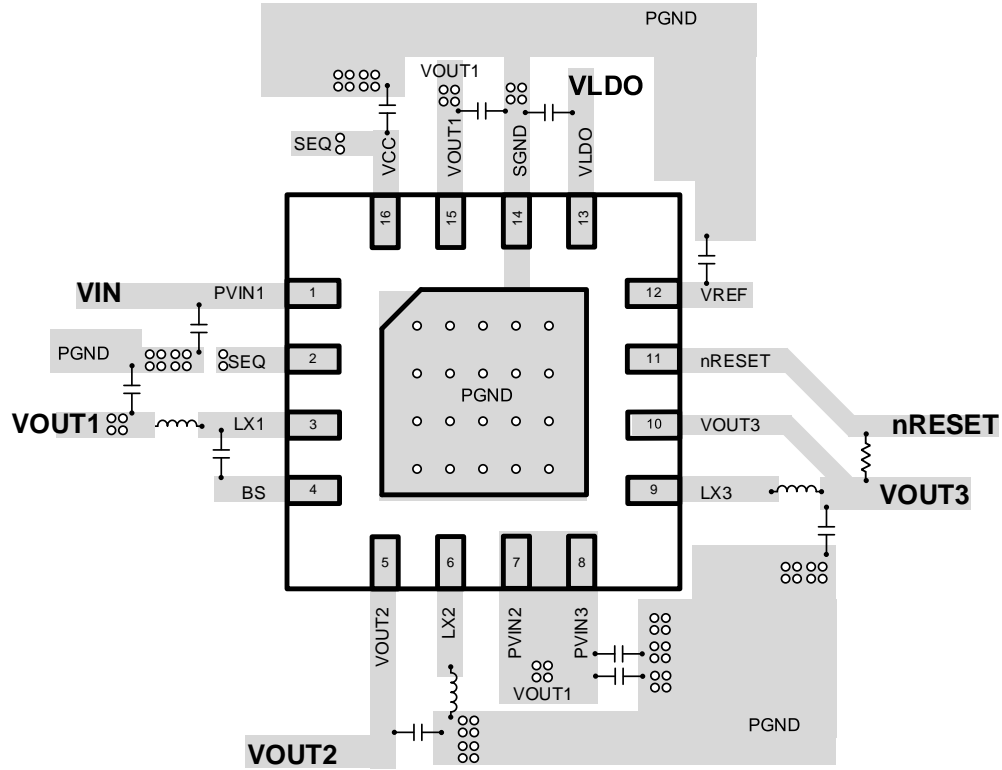 PGND
VOUT1
VLDO
SEQ
VCC
VOUT1
SGND
VLDO
16
15
14
13
VIN
PVIN1
1
12
VREF
PGND
SEQ
2
11
nRESET
PGND
VOUT1
LX1
3
10
VOUT3
nRESET
BS
4
9
LX3
VOUT3
5
6
7
8
VOUT2
LX2
PVIN2
PVIN3
VOUT1
PGND
VOUT2